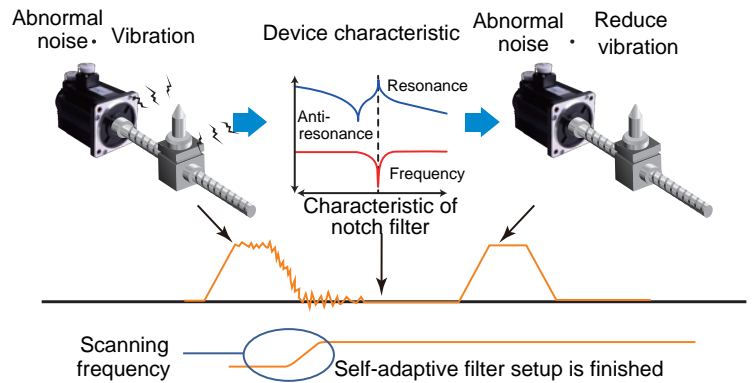 Abnormal
noise· Vibration
Device characteristic
Abnormal
noise · Reduce
vibration
Resonance
Anti-
resonance
Frequency
Characteristic of
notch filter
Scanning
frequency
Self-adaptive filter setup is finished